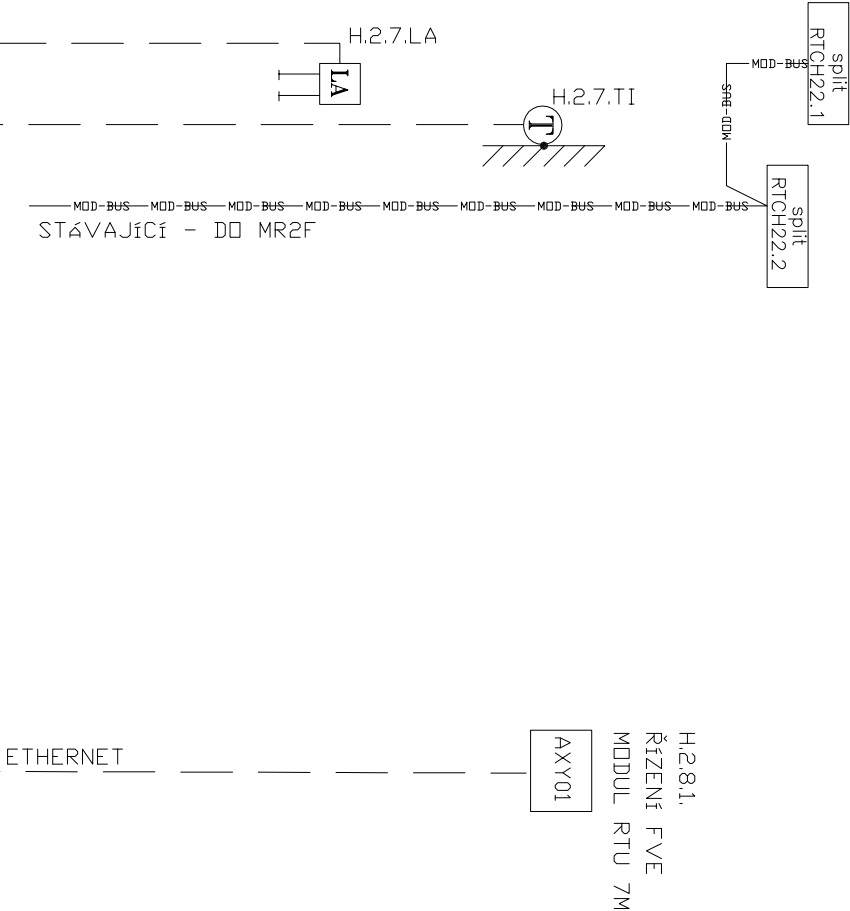 H.2.7.LA
LA
H.2.7.TI
T
split
RTCH22.1
MOD-BUS
MOD-BUS
split
RTCH22.2
MOD-BUS MOD-BUS MOD-BUS MOD-BUS MOD-BUS MOD-BUS MOD-BUS MOD-BUS MOD-BUS
STÁVAJÍCÍ - DO MR2F
ETHERNET
AXY01
H.2.8.1.
ŘÍZENÍ FVE
MODUL RTU 7M